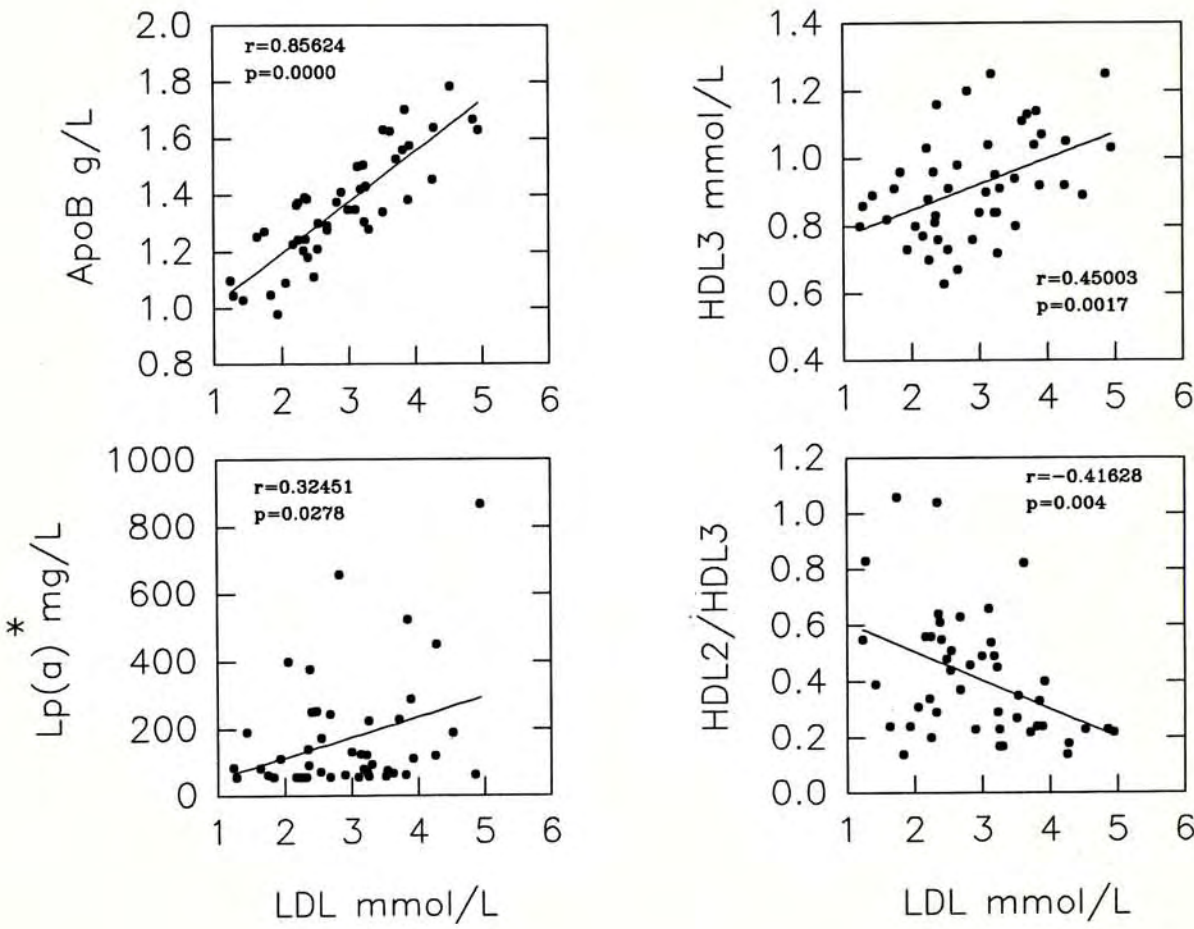 ApoB g/L
2.0
1.8
1.6
1.4
1.2
1.0
0.8
r=0.85624
p=0.0000
1 2 3 4 5 6
HDL3 mmol/L
1.4
1.2
1.0
0.8
0.6
0.4
r=0.45003
p=0.0017
1 2 3 4 5 6
Lp(a)* mg/L
1000
800
600
400
200
0
r=0.32451
p=0.0278
1 2 3 4 5 6
LDL mmol/L
HDL2/HDL3
1.2
1.0
0.8
0.6
0.4
0.2
0.0
r=-0.41628
p=0.004
1 2 3 4 5 6
LDL mmol/L